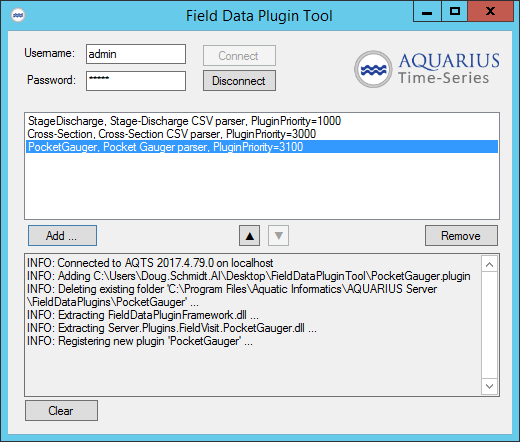 Field Data Plugin Tool
Username: admin Connect
Password: ***** Disconnect
AQUARIUS
Time-Series
StageDischarge, Stage-Discharge CSV parser, PluginPriority=1000
Cross-Section, Cross-Section CSV parser, PluginPriority=3000
PocketGauger, Pocket Gauger parser, PluginPriority=3100
Add ... ▲ ▼ Remove
INFO: Connected to AQTS 2017.4.79.0 on localhost
INFO: Adding C:\Users\Doug.Schmidt.AI\Desktop\FieldDataPluginTool\PocketGauger.plugin
INFO: Deleting existing folder 'C:\Program Files\Aquatic Informatics\AQUARIUS Server
\FieldDataPlugins\PocketGauger' ...
INFO: Extracting FieldDataPluginFramework.dll ...
INFO: Extracting Server.Plugins.FieldVisit.PocketGauger.dll ...
INFO: Registering new plugin 'PocketGauger' ...
Clear